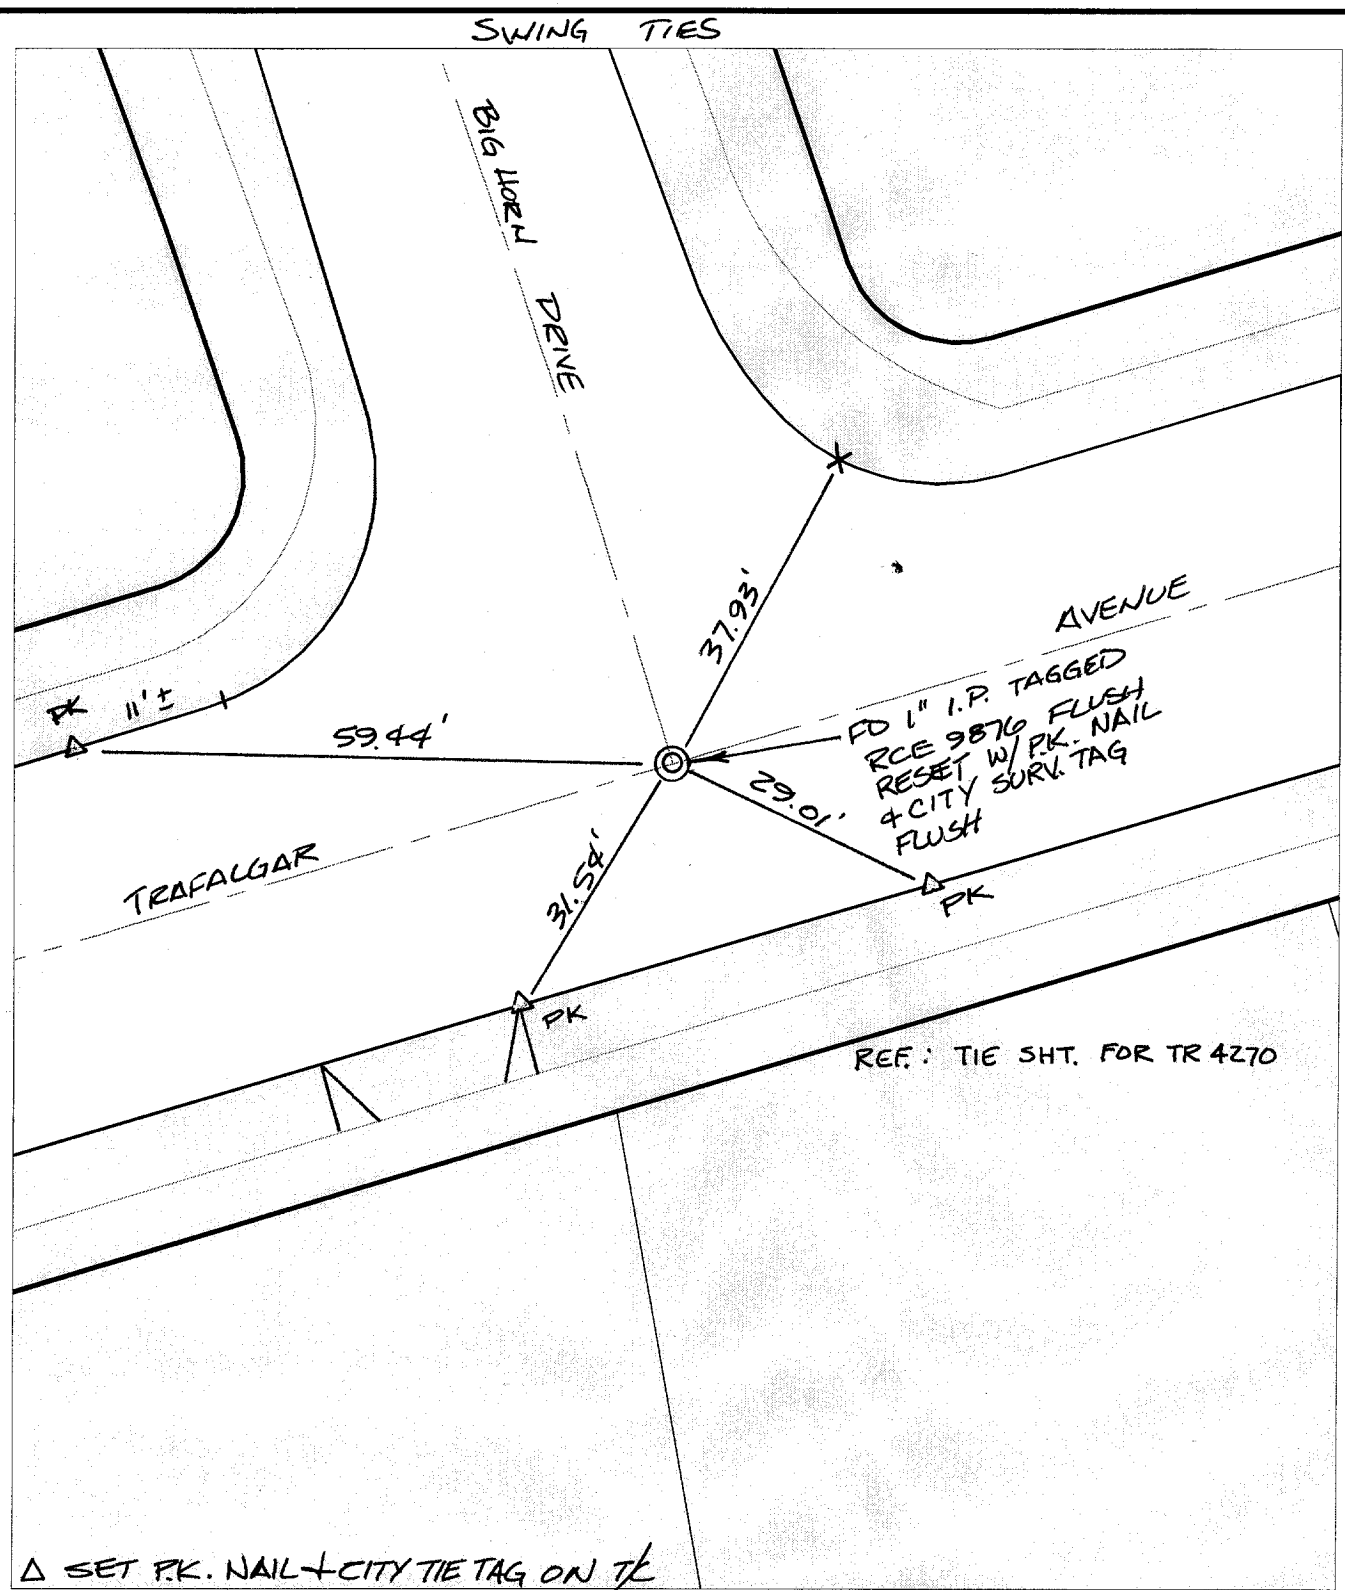 SWING TIES
BIG HORN DRIVE
37.93'
AVENUE
FD 1" I.P. TAGGED
RCE 9876 FLUSH
RESET W/ P.K. NAIL
& CITY SURV. TAG
FLUSH
PK 11'±
59.44'
29.01'
TRAFALGAR
31.54'
PK
PK
REF.: TIE SHT. FOR TR 4270
Δ SET P.K. NAIL + CITY TIE TAG ON T/C